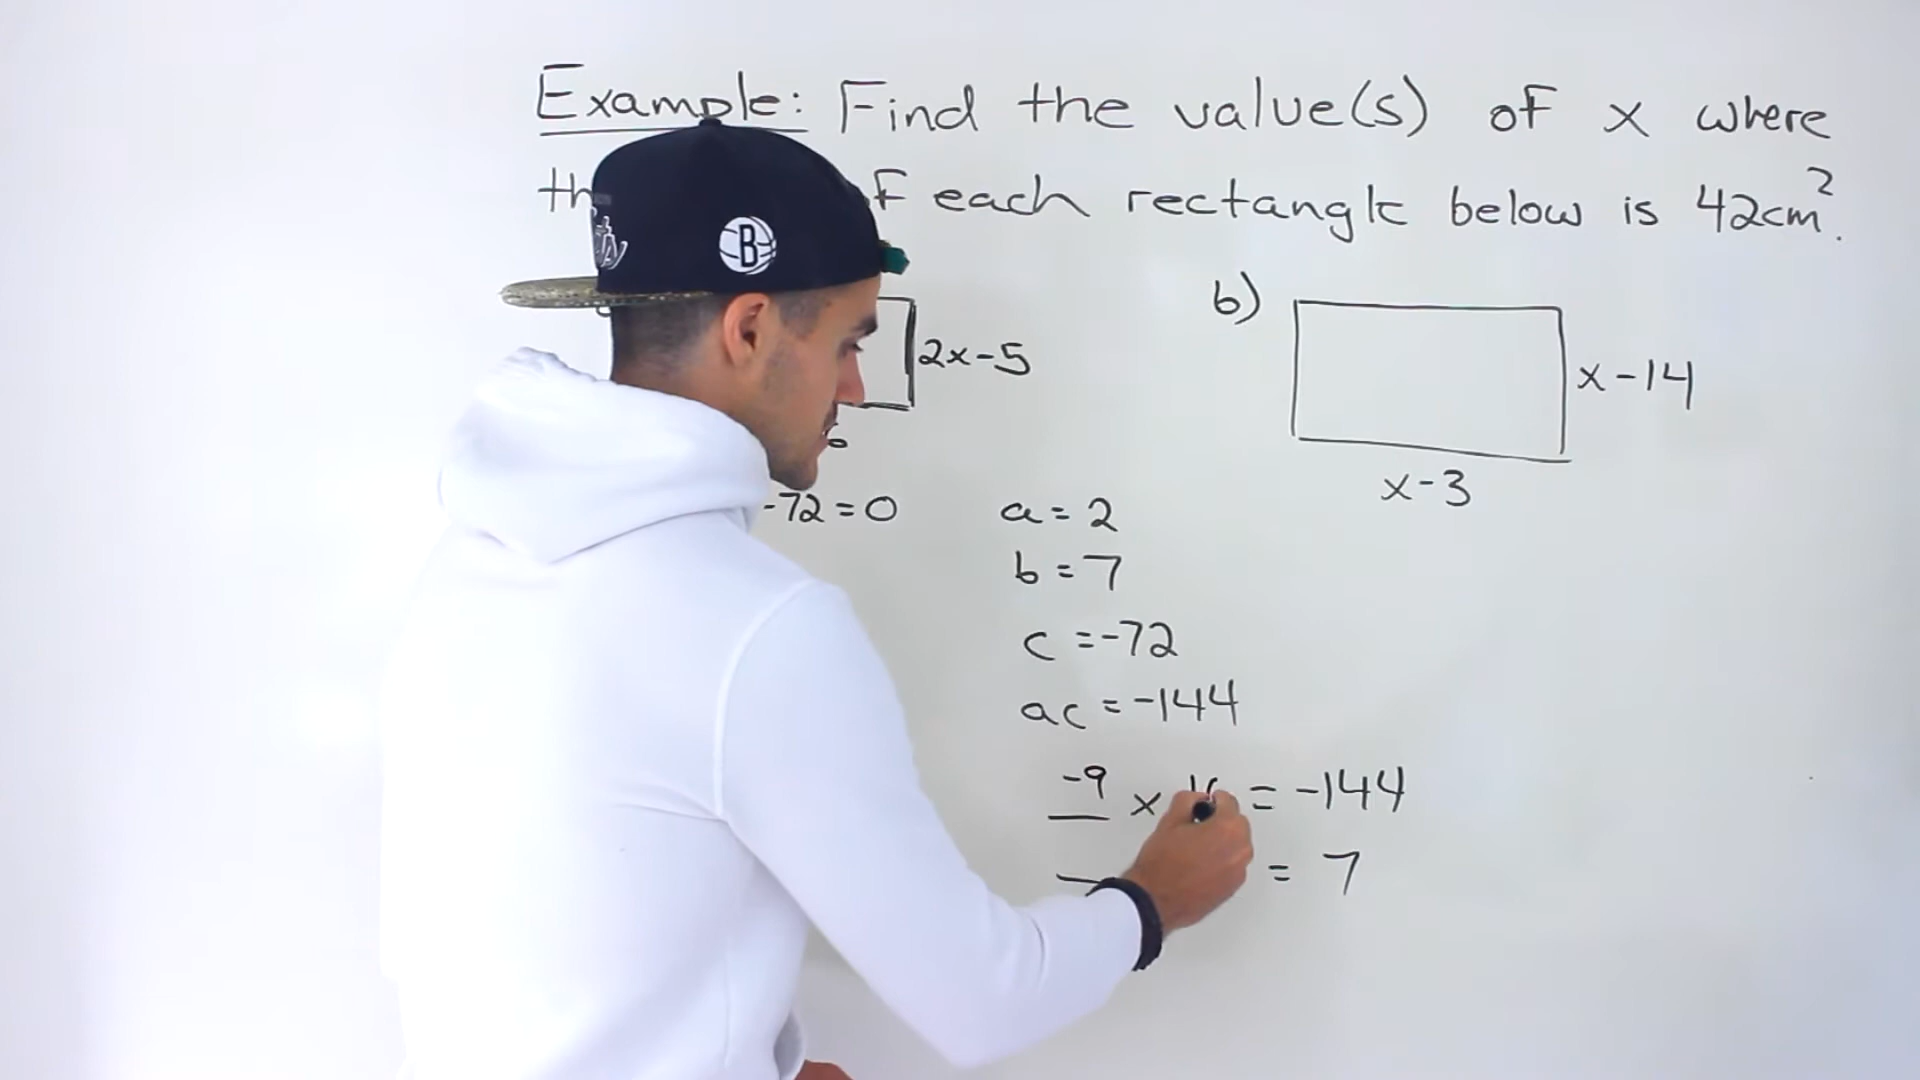 Example: Find the value(s) of x where
of each rectangle below is 42cm².
2x-5
b)
x-14
x-3
-72=0
a=2
b=7
c=-72
ac=-144
-9 x = -144
= 7
B